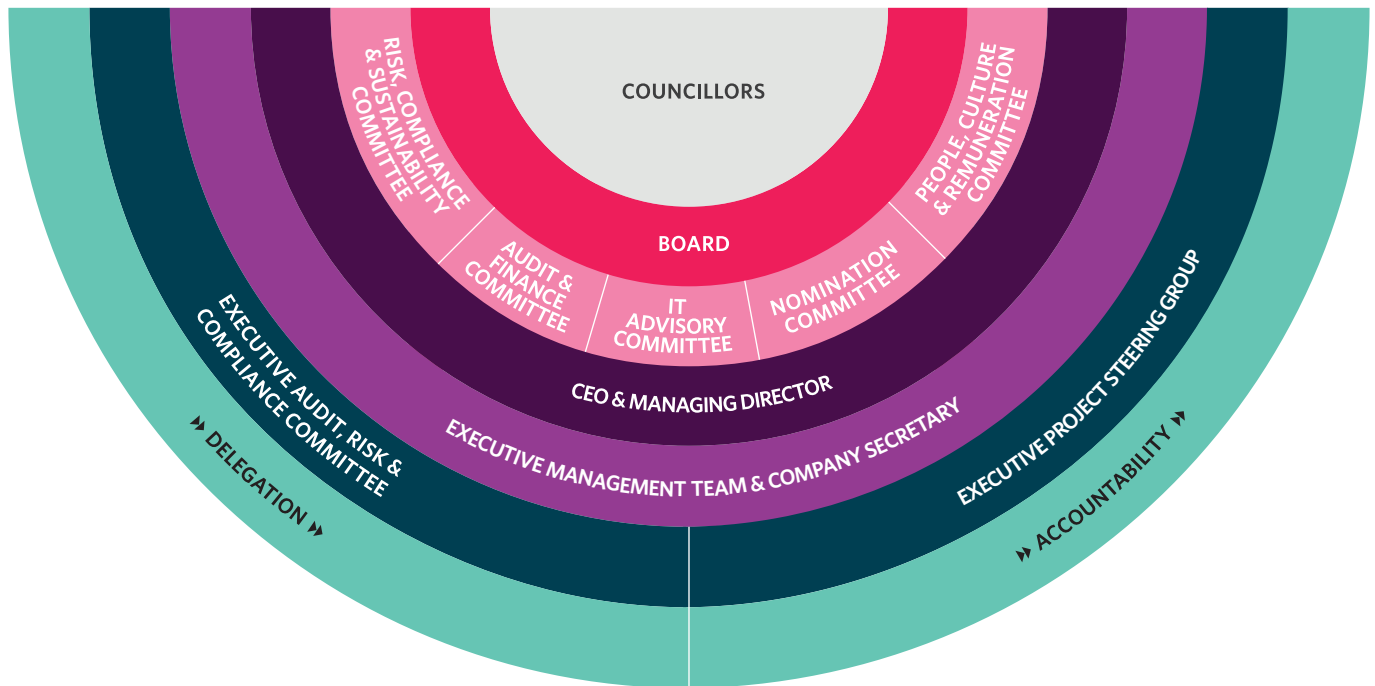 COUNCILLORS
BOARD
RISK, COMPLIANCE
& SUSTAINABILITY
COMMITTEE
AUDIT &
FINANCE
COMMITTEE
IT
ADVISORY
COMMITTEE
NOMINATION
COMMITTEE
PEOPLE, CULTURE
& REMUNERATION
COMMITTEE
CEO & MANAGING DIRECTOR
EXECUTIVE MANAGEMENT TEAM & COMPANY SECRETARY
EXECUTIVE AUDIT, RISK &
COMPLIANCE COMMITTEE
EXECUTIVE PROJECT STEERING GROUP
DELEGATION
ACCOUNTABILITY